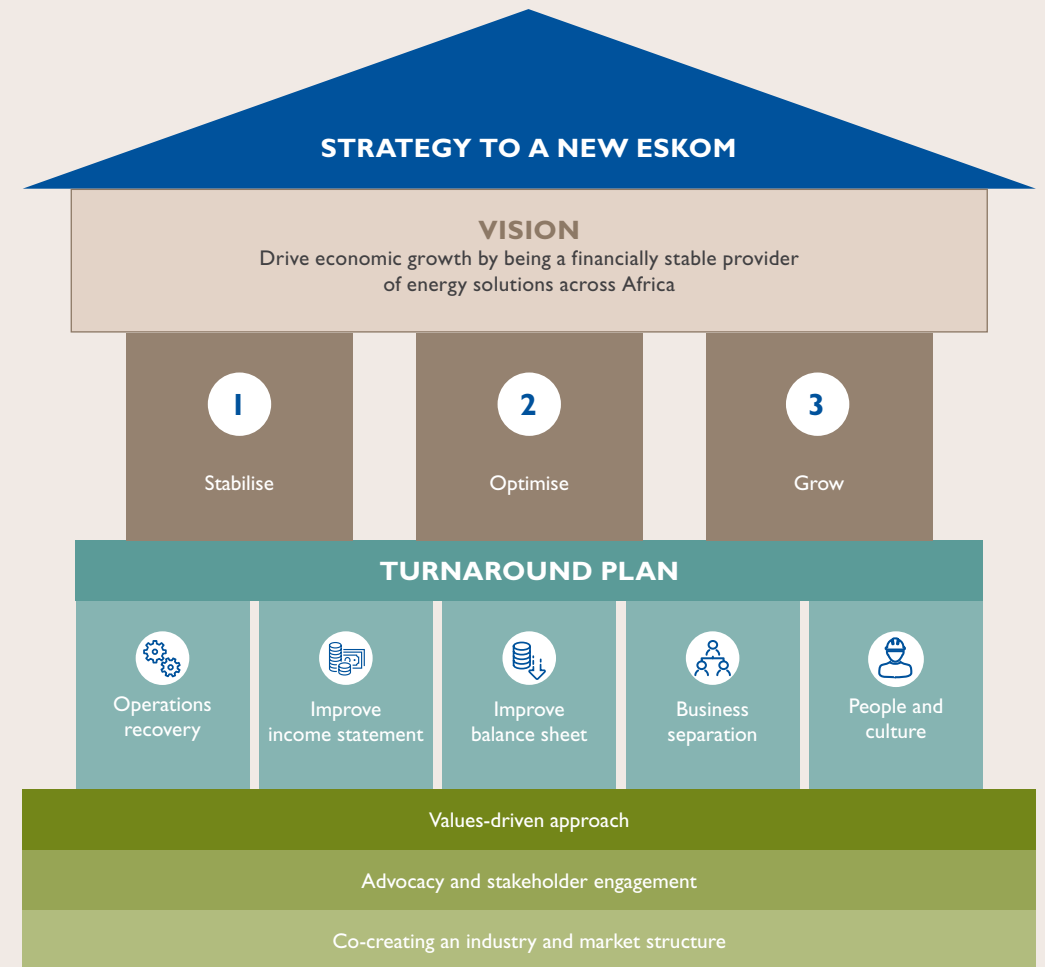 STRATEGY TO A NEW ESKOM
VISION
Drive economic growth by being a financially stable provider
of energy solutions across Africa
1
Stabilise
2
Optimise
3
Grow
TURNAROUND PLAN
Operations
recovery
Improve
income statement
Improve
balance sheet
Business
separation
People and
culture
Values-driven approach
Advocacy and stakeholder engagement
Co-creating an industry and market structure